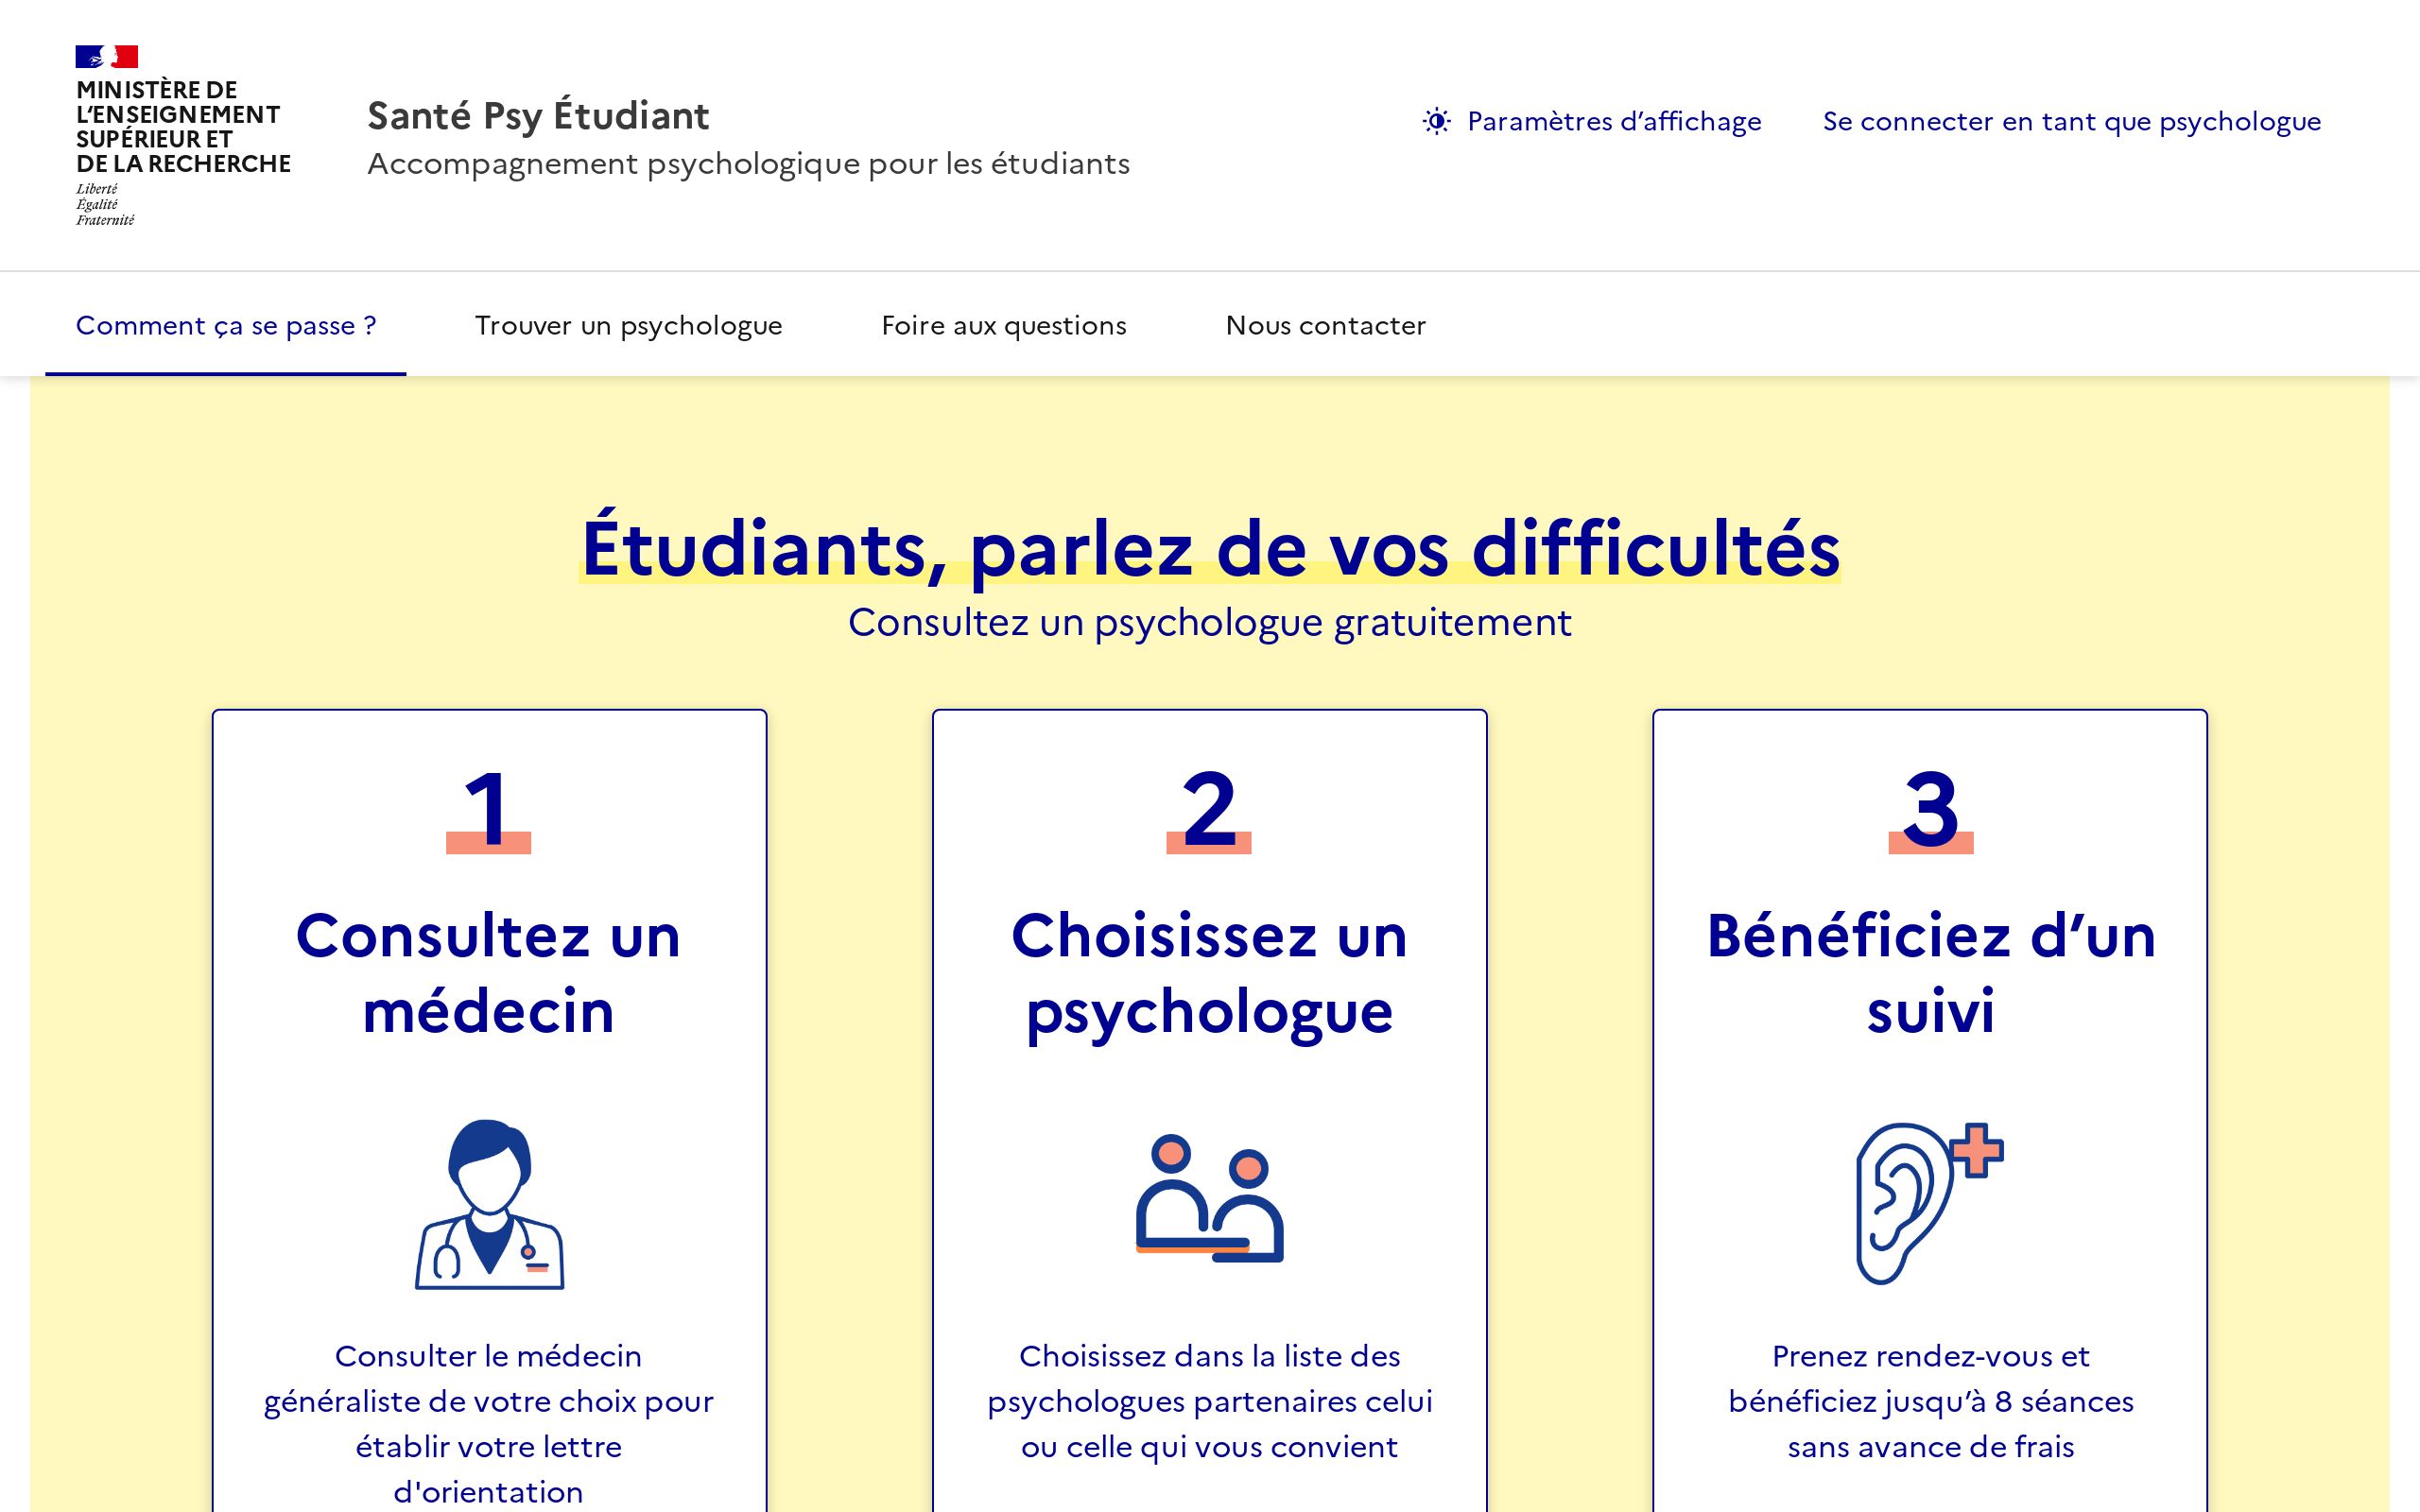 MINISTÈRE DE
L'ENSEIGNEMENT
SUPÉRIEUR ET
DE LA RECHERCHE
Liberté
Égalité
Fraternité
Santé Psy Étudiant
Accompagnement psychologique pour les étudiants
Paramètres d’affichage
Se connecter en tant que psychologue
Comment ça se passe ?
Trouver un psychologue
Foire aux questions
Nous contacter
Étudiants, parlez de vos difficultés
Consultez un psychologue gratuitement
1
Consultez un
médecin
Consulter le médecin
généraliste de votre choix pour
établir votre lettre
d'orientation
2
Choisissez un
psychologue
Choisissez dans la liste des
psychologues partenaires celui
ou celle qui vous convient
3
Bénéficiez d’un
suivi
Prenez rendez-vous et
bénéficiez jusqu’à 8 séances
sans avance de frais